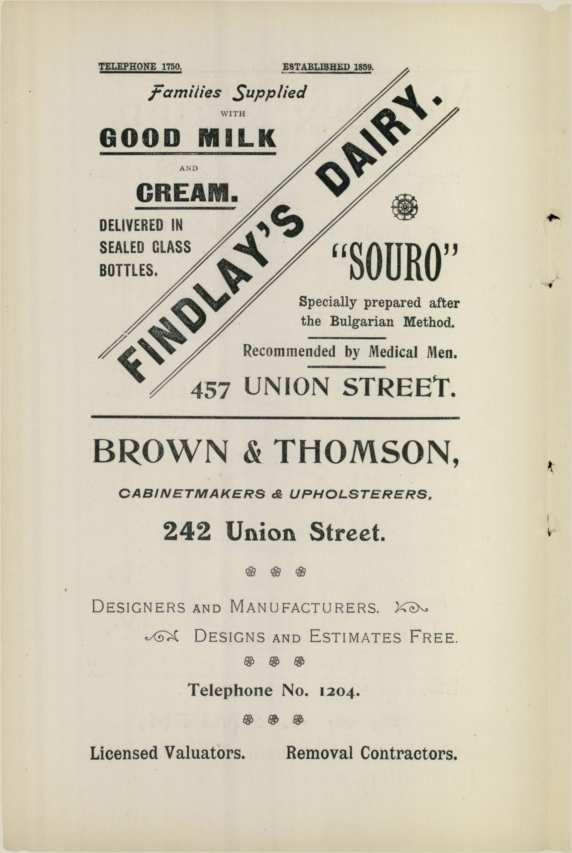 TELEPHONE 1750. ESTABLISHED 1859.
Families Supplied
WITH
GOOD MILK
AND
CREAM.
DELIVERED IN
SEALED GLASS
BOTTLES.
FINDLAY'S DAIRY.
"SOURO"
Specially prepared after
the Bulgarian Method.
Recommended by Medical Men.
457 UNION STREET.
BROWN & THOMSON,
CABINETMAKERS & UPHOLSTERERS,
242 Union Street.
DESIGNERS AND MANUFACTURERS.
DESIGNS AND ESTIMATES FREE.
Telephone No. 1204.
Licensed Valuators. Removal Contractors.